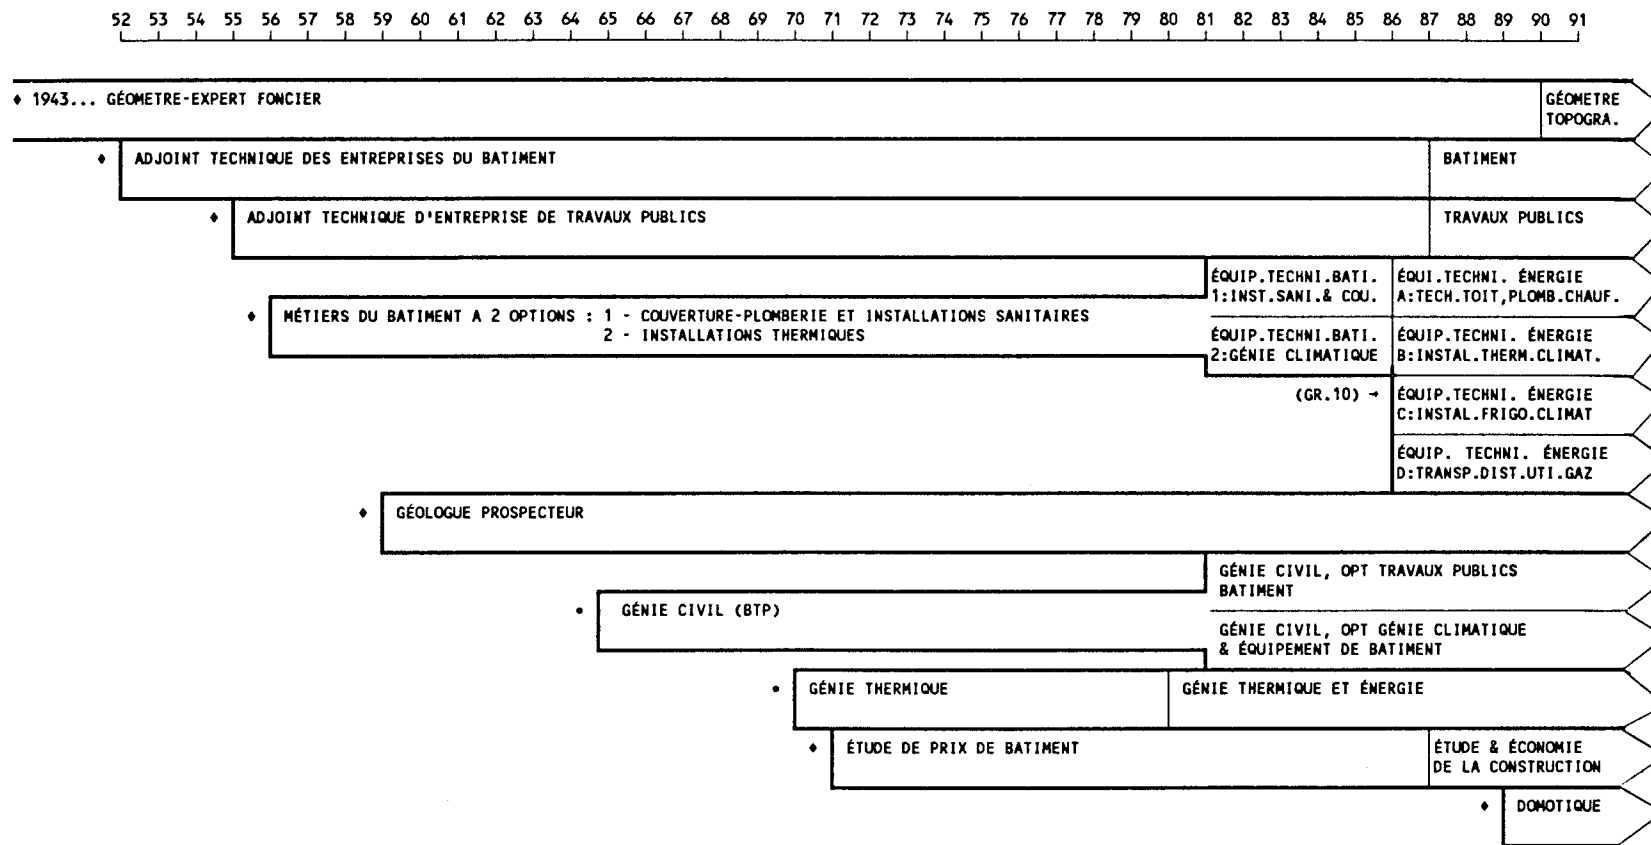 52 53 54 55 56 57 58 59 60 61 62 63 64 65 66 67 68 69 70 71 72 73 74 75 76 77 78 79 80 81 82 83 84 85 86 87 88 89 90 91
♦ 1943... GÉOMETRE-EXPERT FONCIER
GÉOMETRE
TOPOGRA.
♦ ADJOINT TECHNIQUE DES ENTREPRISES DU BATIMENT
BATIMENT
♦ ADJOINT TECHNIQUE D'ENTREPRISE DE TRAVAUX PUBLICS
TRAVAUX PUBLICS
♦ MÉTIERS DU BATIMENT A 2 OPTIONS : 1 - COUVERTURE-PLOMBERIE ET INSTALLATIONS SANITAIRES
2 - INSTALLATIONS THERMIQUES
ÉQUIP.TECHNI.BATI.
1:INST.SANI.& COU.
ÉQUI.TECHNI. ÉNERGIE
A:TECH.TOIT,PLOMB.CHAUF.
ÉQUIP.TECHNI.BATI.
2:GÉNIE CLIMATIQUE
ÉQUIP.TECHNI. ÉNERGIE
B:INSTAL.THERM.CLIMAT.
(GR.10) →
ÉQUIP.TECHNI. ÉNERGIE
C:INSTAL.FRIGO.CLIMAT
ÉQUIP. TECHNI. ÉNERGIE
D:TRANSP.DIST.UTI.GAZ
♦ GÉOLOGUE PROSPECTEUR
• GÉNIE CIVIL (BTP)
GÉNIE CIVIL, OPT TRAVAUX PUBLICS
BATIMENT
GÉNIE CIVIL, OPT GÉNIE CLIMATIQUE
& ÉQUIPEMENT DE BATIMENT
• GÉNIE THERMIQUE
GÉNIE THERMIQUE ET ÉNERGIE
♦ ÉTUDE DE PRIX DE BATIMENT
ÉTUDE & ÉCONOMIE
DE LA CONSTRUCTION
♦ DOMOTIQUE